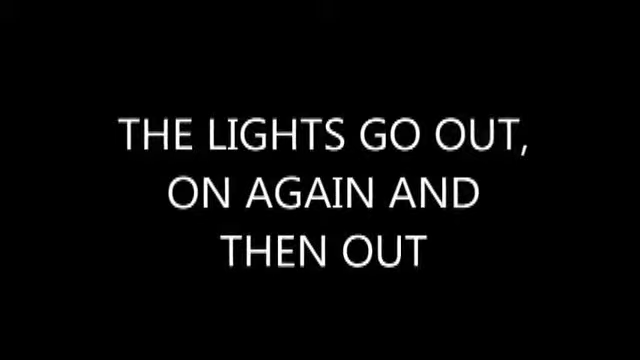 THE LIGHTS GO OUT,
ON AGAIN AND
THEN OUT